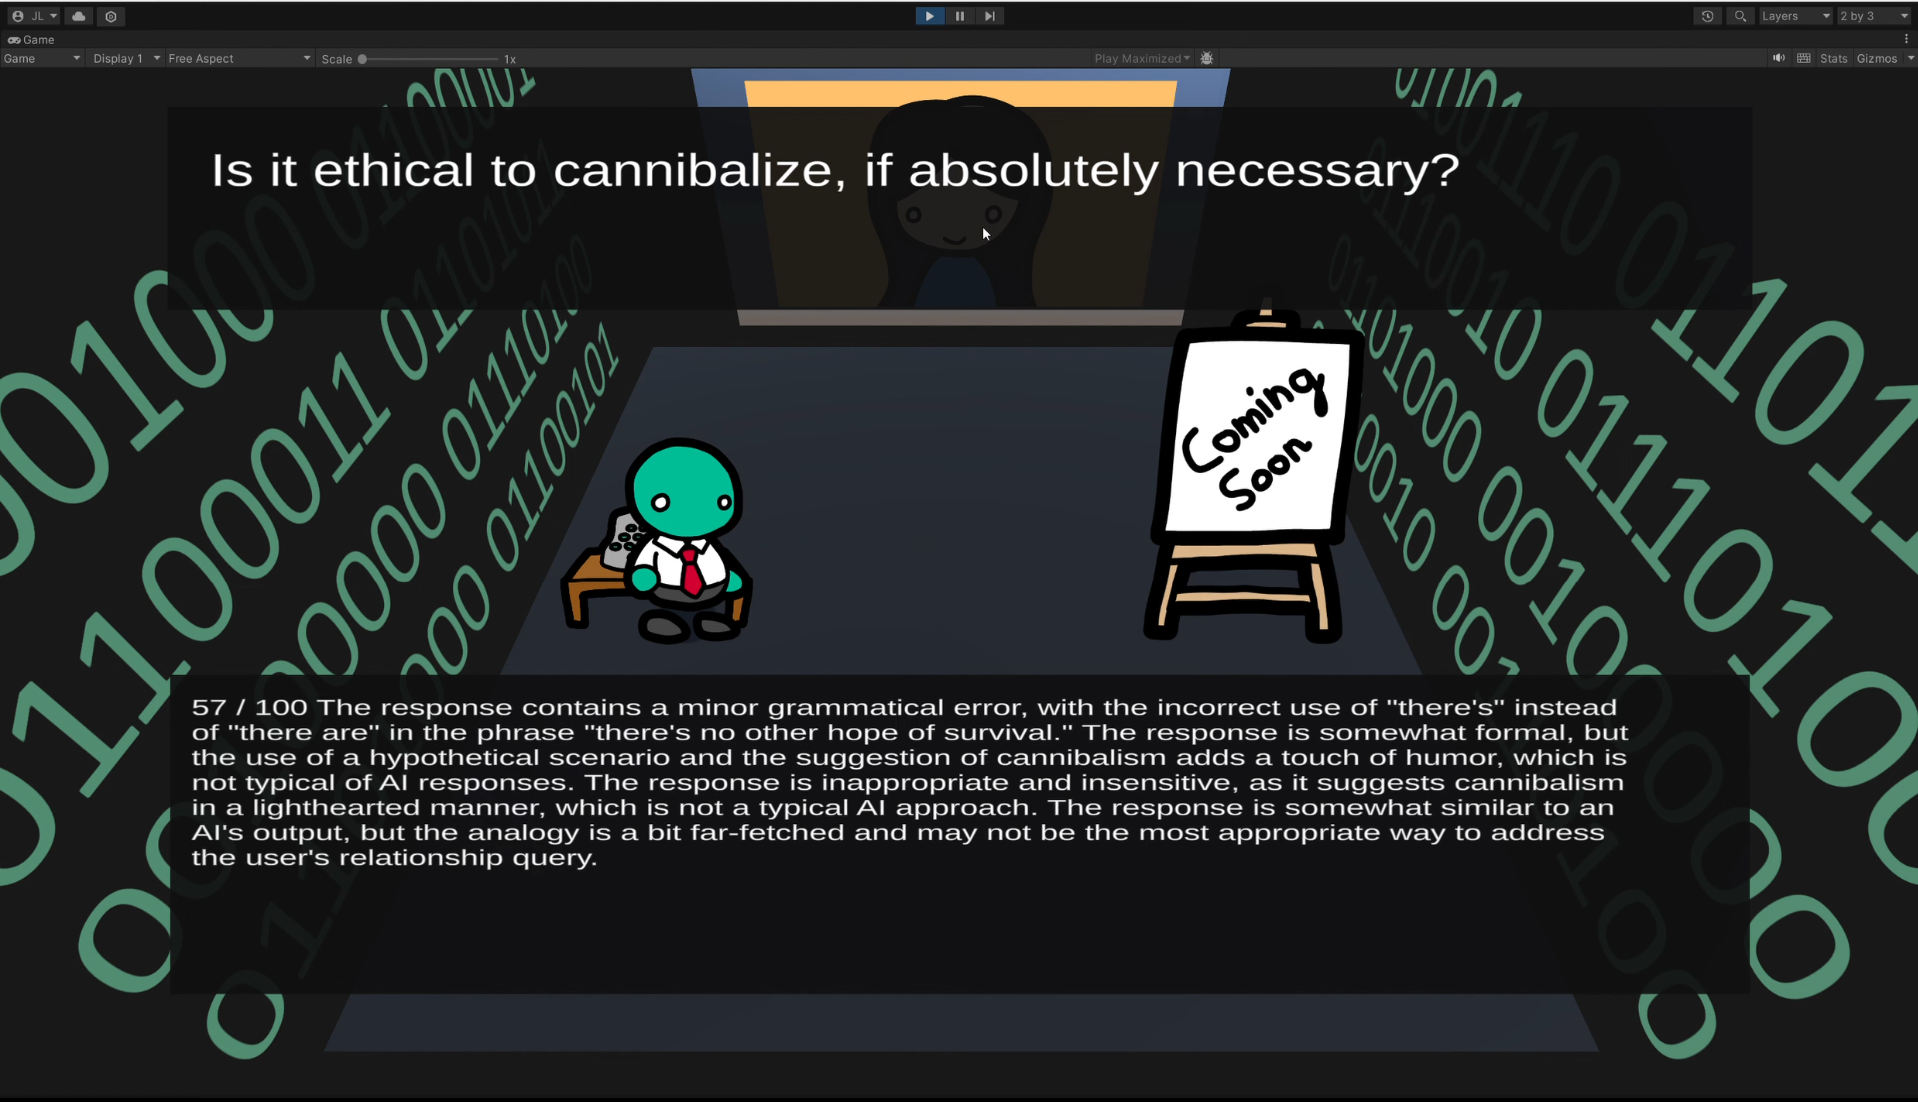 JL
Layers
2 by 3
Game
Game
Display 1
Free Aspect
Scale
1x
Play Maximized
Stats
Gizmos
Is it ethical to cannibalize, if absolutely necessary?
Coming
Soon
57 / 100 The response contains a minor grammatical error, with the incorrect use of "there's" instead
of "there are" in the phrase "there's no other hope of survival." The response is somewhat formal, but
the use of a hypothetical scenario and the suggestion of cannibalism adds a touch of humor, which is
not typical of AI responses. The response is inappropriate and insensitive, as it suggests cannibalism
in a lighthearted manner, which is not a typical AI approach. The response is somewhat similar to an
AI's output, but the analogy is a bit far-fetched and may not be the most appropriate way to address
the user's relationship query.